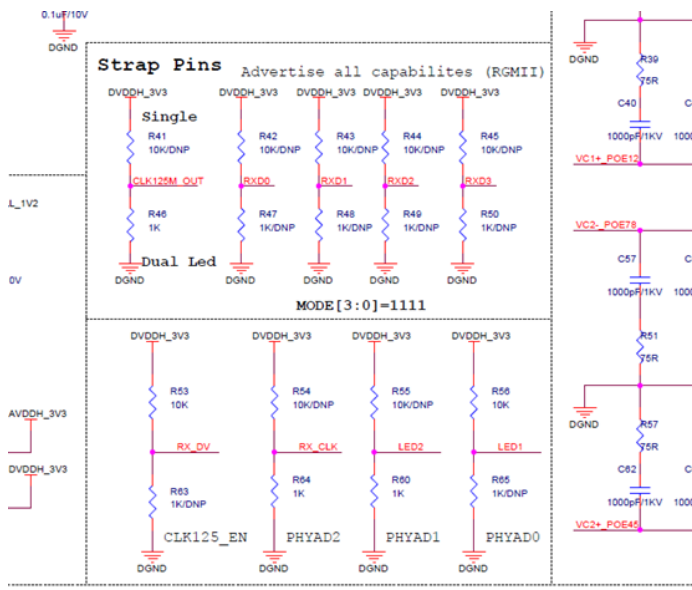 0.1uF/10V
DGND
Strap Pins
Advertise all capabilites (RGMII)
DVDDH_3V3 DVDDH_3V3 DVDDH_3V3 DVDDH_3V3 DVDDH_3V3
Single
R41 R42 R43 R44 R45
10K/DNP 10K/DNP 10K/DNP 10K/DNP 10K/DNP
CLK125M_OUT RXD0 RXD1 RXD2 RXD3
R46 R47 R48 R49 R50
1K 1K/DNP 1K/DNP 1K/DNP 1K/DNP
Dual Led
DGND DGND DGND DGND DGND
MODE[3:0]=1111
DVDDH_3V3 DVDDH_3V3 DVDDH_3V3 DVDDH_3V3
R53 R54 R55 R56
10K 10K/DNP 10K/DNP 10K
RX_DV RX_CLK LED2 LED1
R63 R64 R60 R65
1K/DNP 1K 1K 1K/DNP
CLK125_EN PHYAD2 PHYAD1 PHYAD0
DGND DGND DGND DGND
L_1V2
0V
AVDDH_3V3
DVDDH_3V3
DGND
R39
75R
C40
1000pF/1KV 1000
VC1+_POE12
VC2-_POE78
C57
1000pF/1KV 1000
R51
75R
DGND
R57
75R
C62
1000pF/1KV 1000
VC2+_POE45